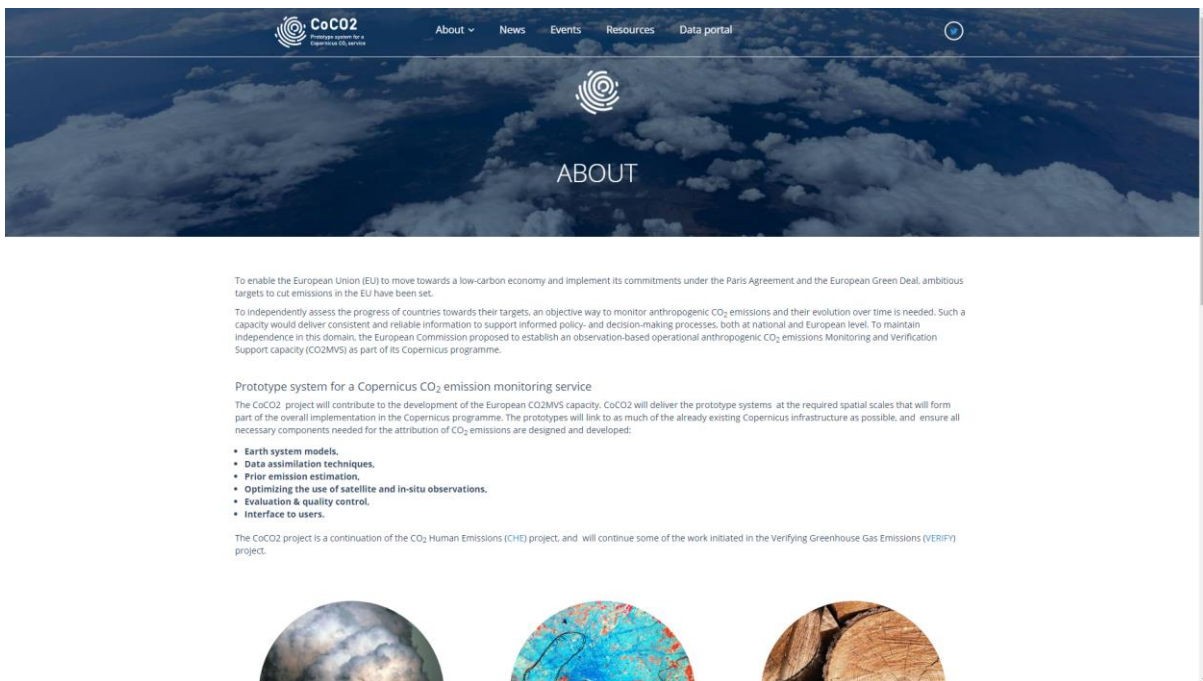 CoCO2
Prototype system for a
Copernicus CO₂ service
About
News
Events
Resources
Data portal
ABOUT
To enable the European Union (EU) to move towards a low-carbon economy and implement its commitments under the Paris Agreement and the European Green Deal, ambitious
targets to cut emissions in the EU have been set.
To independently assess the progress of countries towards their targets, an objective way to monitor anthropogenic CO₂ emissions and their evolution over time is needed. Such a
capacity would deliver consistent and reliable information to support informed policy- and decision-making processes, both at national and European level. To maintain
independence in this domain, the European Commission proposed to establish an observation-based operational anthropogenic CO₂ emissions Monitoring and Verification
Support capacity (CO2MVS) as part of its Copernicus programme.
Prototype system for a Copernicus CO₂ emission monitoring service
The CoCO2 project will contribute to the development of the European CO2MVS capacity. CoCO2 will deliver the prototype systems at the required spatial scales that will form
part of the overall implementation in the Copernicus programme. The prototypes will link to as much of the already existing Copernicus infrastructure as possible, and ensure all
necessary components needed for the attribution of CO₂ emissions are designed and developed:
• Earth system models,
• Data assimilation techniques,
• Prior emission estimation,
• Optimizing the use of satellite and in-situ observations,
• Evaluation & quality control,
• Interface to users.
The CoCO2 project is a continuation of the CO₂ Human Emissions (CHE) project, and will continue some of the work initiated in the Verifying Greenhouse Gas Emissions (VERIFY)
project.